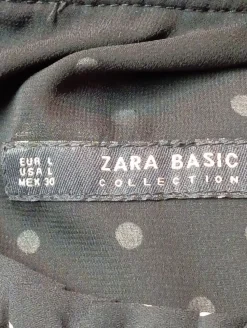 EUR L
USA L
MEX 30
ZARA BASIC
COLLECTION